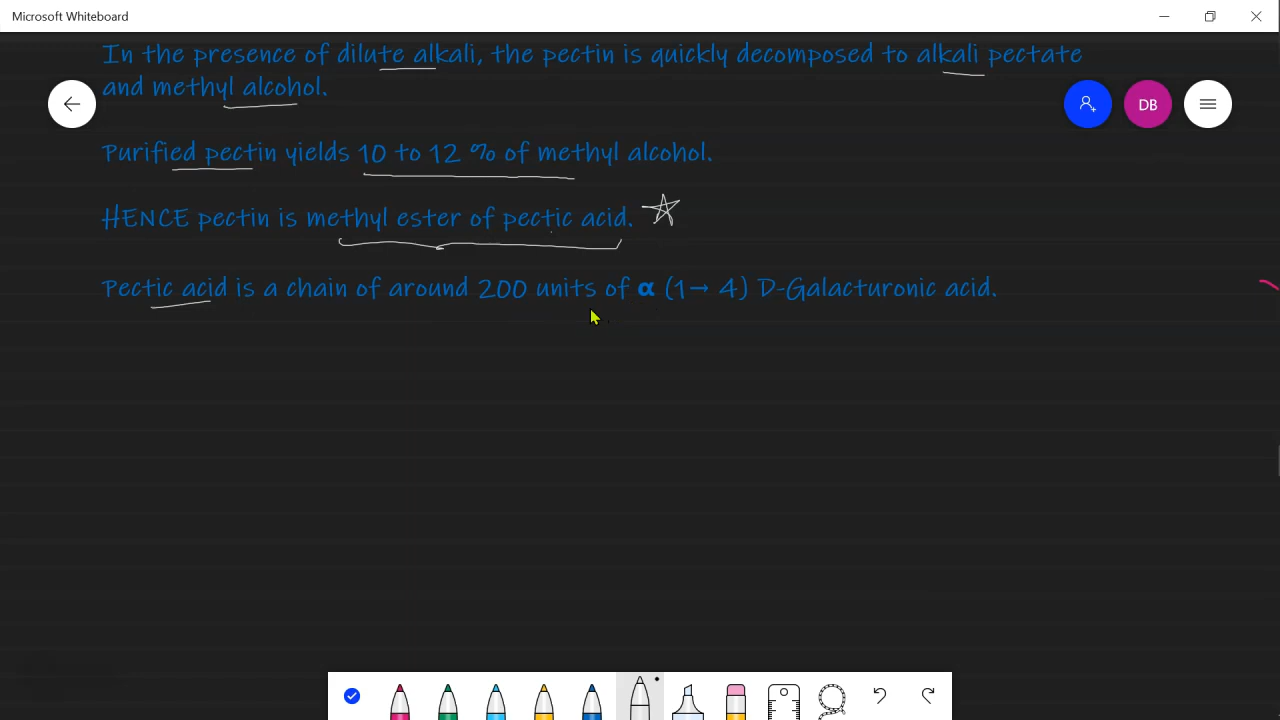 Microsoft Whiteboard
In the presence of dilute alkali, the pectin is quickly decomposed to alkali pectate
and methyl alcohol.
DB
Purified pectin yields 10 to 12 % of methyl alcohol.
HENCE pectin is methyl ester of pectic acid.
Pectic acid is a chain of around 200 units of α (1→ 4) D-Galacturonic acid.